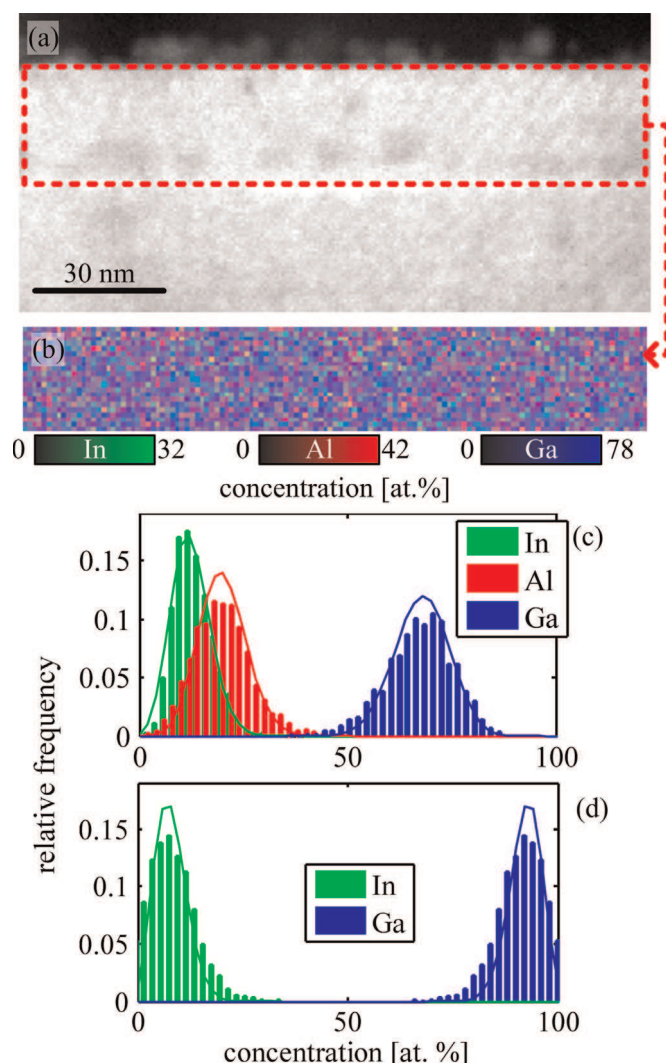 (a)
30 nm
(b)
0 In 32 0 Al 42 0 Ga 78
concentration [at.%]
(c)
In
Al
Ga
0.15
0.1
0.05
0
0 50 100
relative frequency
(d)
In
Ga
0.15
0.1
0.05
0
0 50 100
concentration [at. %]